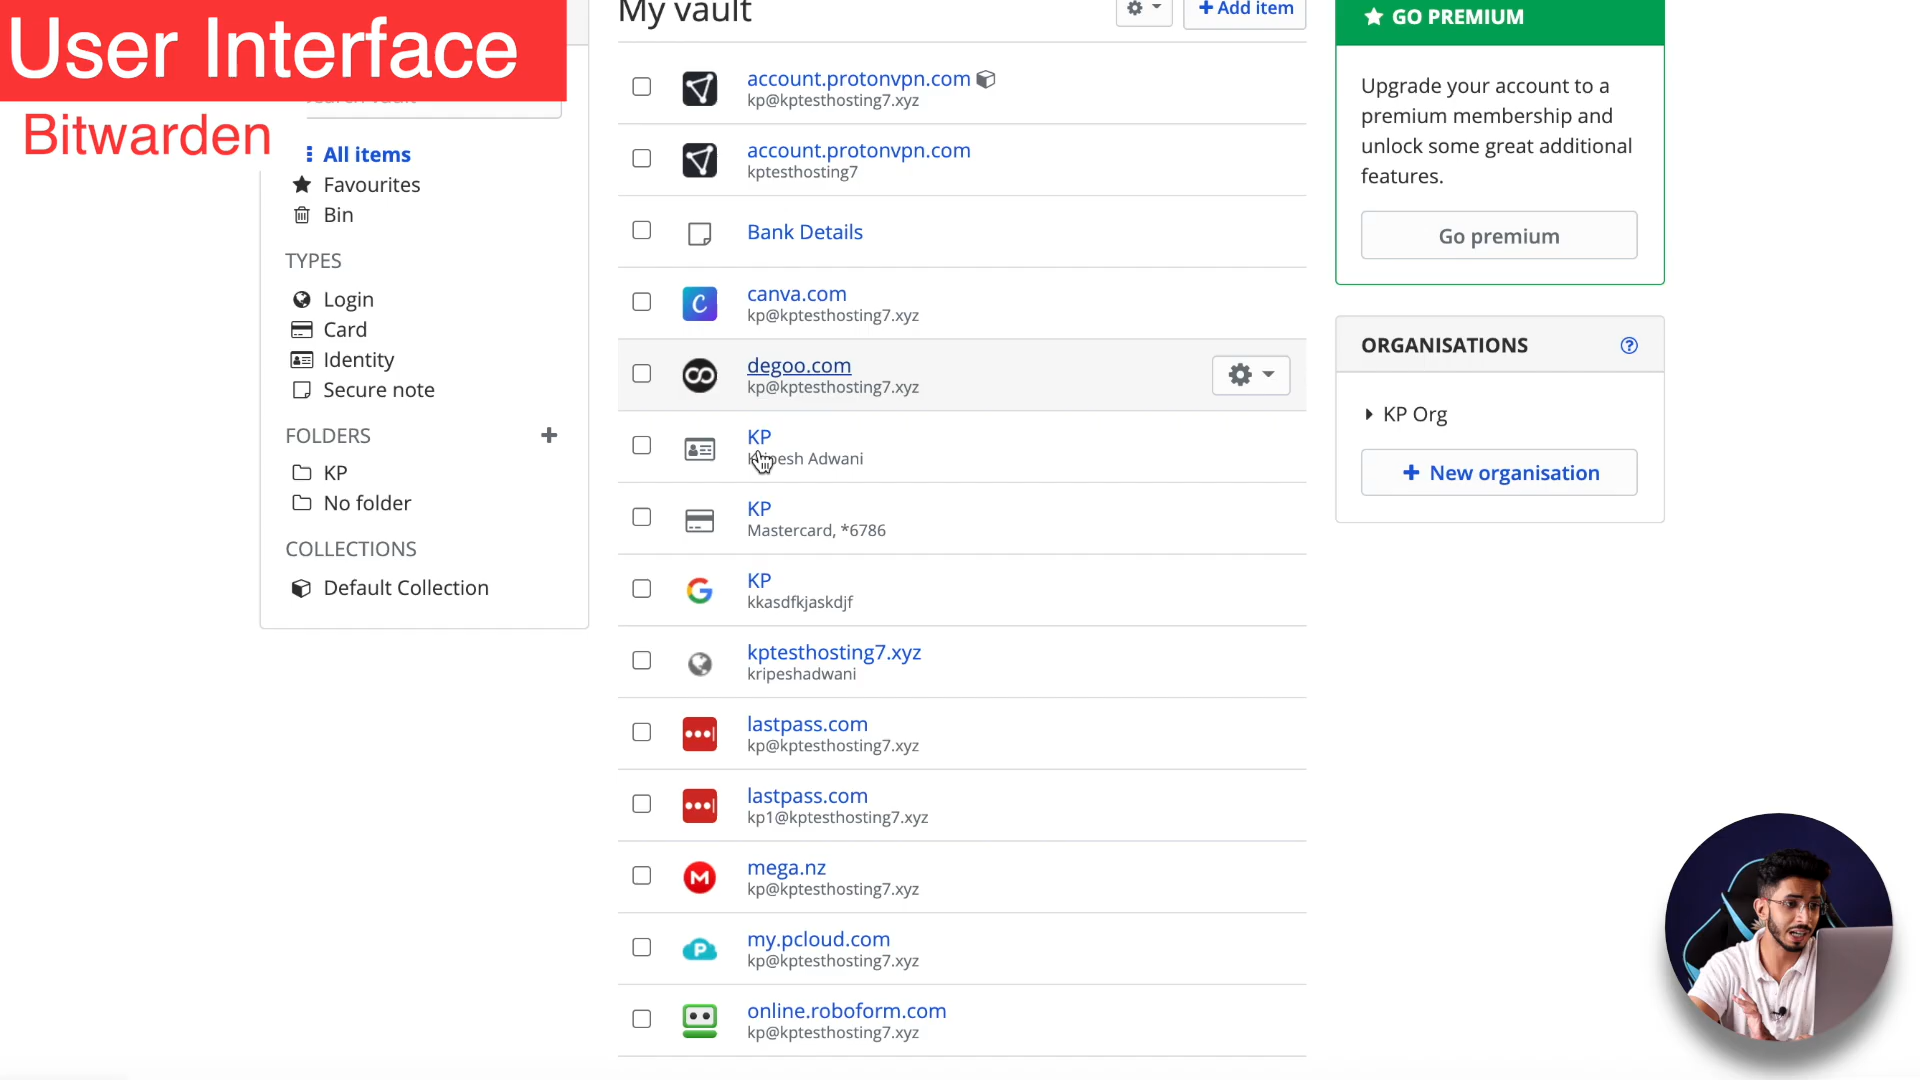 User Interface
Bitwarden
All items
Favourites
Bin
TYPES
Login
Card
Identity
Secure note
FOLDERS
KP
No folder
COLLECTIONS
Default Collection
My vault
Add item
account.protonvpn.com
kp@kptesthosting7.xyz
account.protonvpn.com
kptesthosting7
Bank Details
canva.com
kp@kptesthosting7.xyz
degoo.com
kp@kptesthosting7.xyz
KP
Adwani
KP
Mastercard, *6786
KP
kkasdfkjaskdjf
kptesthosting7.xyz
kripeshadwani
lastpass.com
kp@kptesthosting7.xyz
lastpass.com
kp1@kptesthosting7.xyz
mega.nz
kp@kptesthosting7.xyz
my.pcloud.com
kp@kptesthosting7.xyz
online.roboform.com
kp@kptesthosting7.xyz
GO PREMIUM
Upgrade your account to a
premium membership and
unlock some great additional
features.
Go premium
ORGANISATIONS
KP Org
New organisation